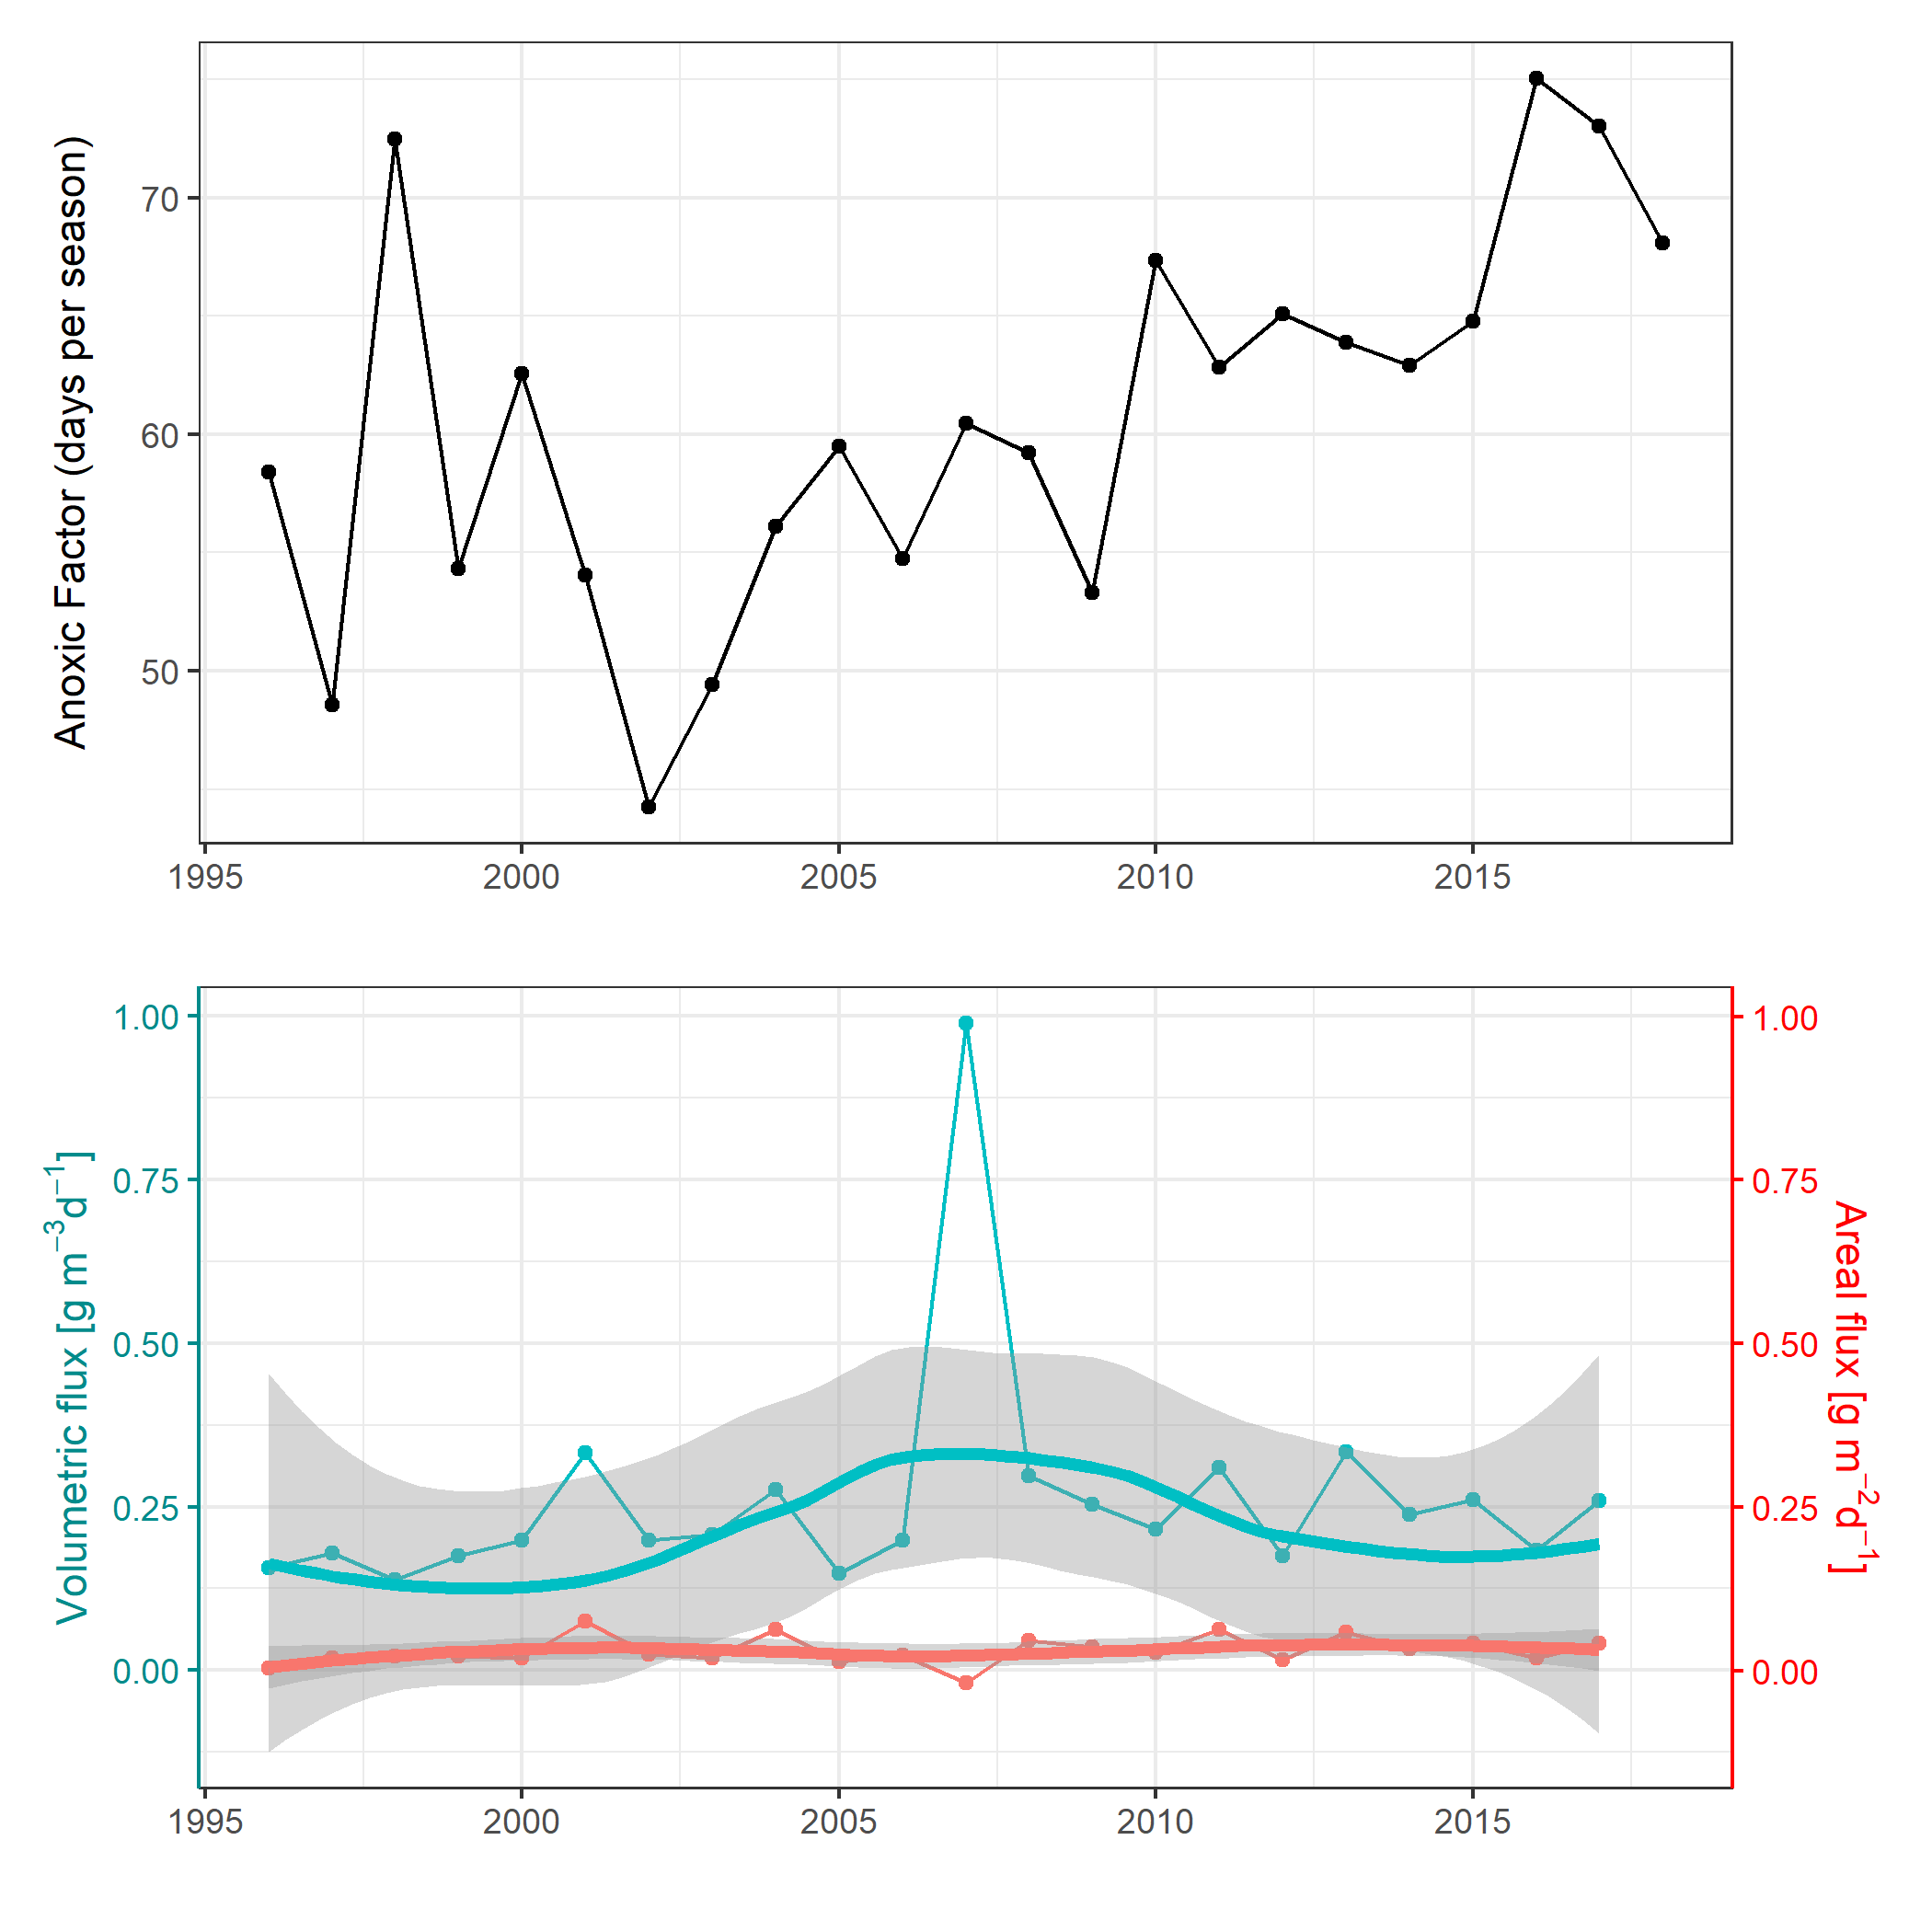 Anoxic Factor (days per season)
70
60
50
1995 2000 2005 2010 2015
Volumetric flux [g m⁻³d⁻¹]
1.00
0.75
0.50
0.25
0.00
1.00
0.75
0.50
0.25
0.00
Areal flux [g m⁻²d⁻¹]
1995 2000 2005 2010 2015